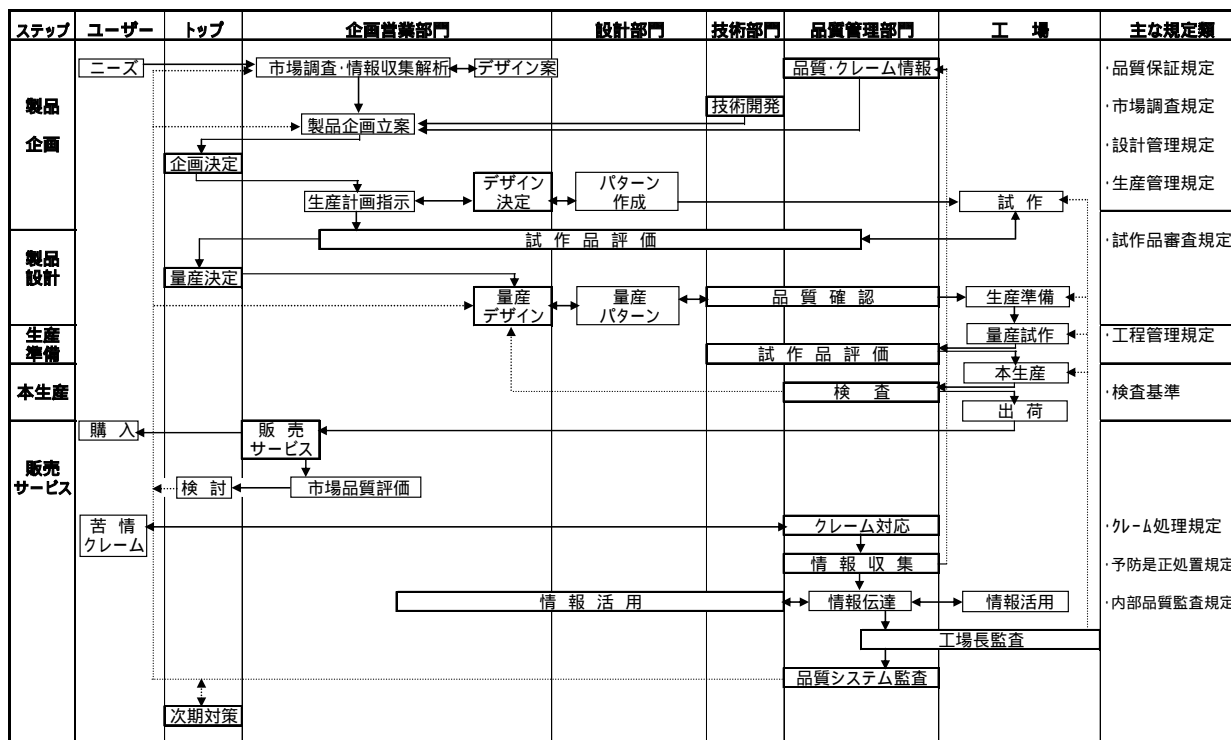 ステップ
ユーザー
トップ
企画営業部門
設計部門
技術部門
品質管理部門
工　場
主な規定類
ニーズ
市場調査・情報収集解析
デザイン案
品質・クレーム情報
・品質保証規定
製品
企画
技術開発
・市場調査規定
製品企画立案
企画決定
・設計管理規定
生産計画指示
デザイン
決定
パターン
作成
試 作
・生産管理規定
製品
設計
試 作 品 評 価
・試作品審査規定
量産決定
量産
デザイン
量産
パターン
品 質 確 認
生産準備
生産
準備
量産試作
・工程管理規定
試 作 品 評 価
本生産
本生産
検　査
・検査基準
出 荷
購 入
販 売
サービス
販売
サービス
検 討
市場品質評価
苦 情
クレーム
クレーム対応
・クレーム処理規定
情 報 収 集
・予防是正処置規定
情 報 活 用
情報伝達
情報活用
・内部品質監査規定
工場長監査
品質システム監査
次期対策